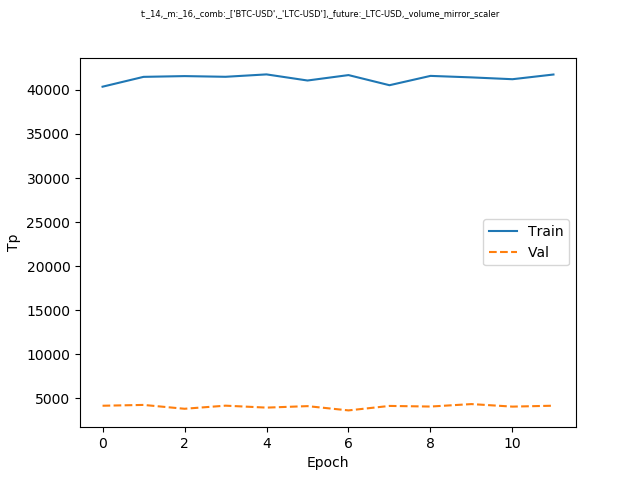 t:_14,_m:_16,_comb:_['BTC-USD',_'LTC-USD'],_future:_LTC-USD,_volume_mirror_scaler
40000
35000
30000
25000
20000
15000
10000
5000
Tp
Train
Val
0 2 4 6 8 10
Epoch